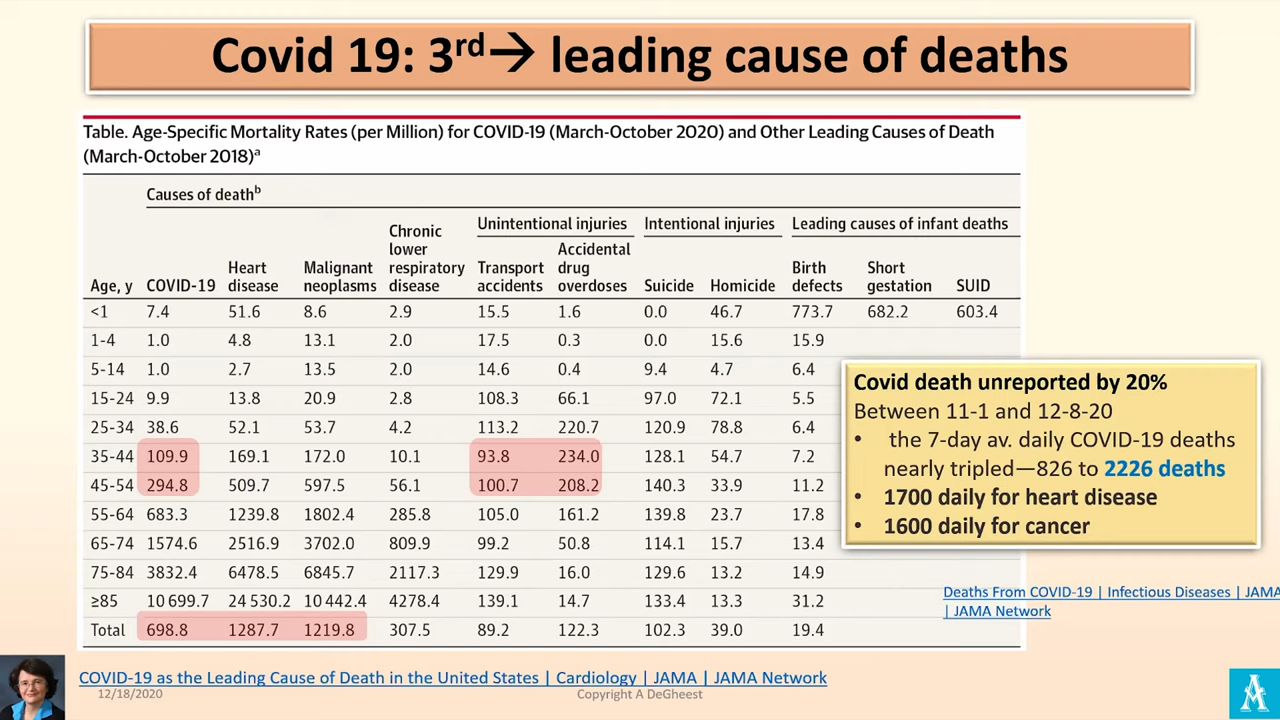 Covid 19: 3rd→ leading cause of deaths
Table. Age-Specific Mortality Rates (per Million) for COVID-19 (March-October 2020) and Other Leading Causes of Death
(March-October 2018)a
Causes of deathb
Unintentional injuries Intentional injuries Leading causes of infant deaths
Age, y COVID-19 Heart disease Malignant neoplasms Chronic lower respiratory disease Transport accidents Accidental drug overdoses Suicide Homicide Birth defects Short gestation SUID
<1 7.4 51.6 8.6 2.9 15.5 1.6 0.0 46.7 773.7 682.2 603.4
1-4 1.0 4.8 13.1 2.0 17.5 0.3 0.0 15.6 15.9
5-14 1.0 2.7 13.5 2.0 14.6 0.4 9.4 4.7 6.4
15-24 9.9 13.8 20.9 2.8 108.3 66.1 97.0 72.1 5.5
25-34 38.6 52.1 53.7 4.2 113.2 220.7 120.9 78.8 6.4
35-44 109.9 169.1 172.0 10.1 93.8 234.0 128.1 54.7 7.2
45-54 294.8 509.7 597.5 56.1 100.7 208.2 140.3 33.9 11.2
55-64 683.3 1239.8 1802.4 285.8 105.0 161.2 139.8 23.7 17.8
65-74 1574.6 2516.9 3702.0 809.9 99.2 50.8 114.1 15.7 13.4
75-84 3832.4 6478.5 6845.7 2117.3 129.9 16.0 129.6 13.2 14.9
≥85 10 699.7 24 530.2 10 442.4 4278.4 139.1 14.7 133.4 13.3 31.2
Total 698.8 1287.7 1219.8 307.5 89.2 122.3 102.3 39.0 19.4
Covid death unreported by 20%
Between 11-1 and 12-8-20
• the 7-day av. daily COVID-19 deaths
nearly tripled—826 to 2226 deaths
• 1700 daily for heart disease
• 1600 daily for cancer
Deaths From COVID-19 | Infectious Diseases | JAMA
| JAMA Network
COVID-19 as the Leading Cause of Death in the United States | Cardiology | JAMA | JAMA Network
12/18/2020 Copyright A DeGheest